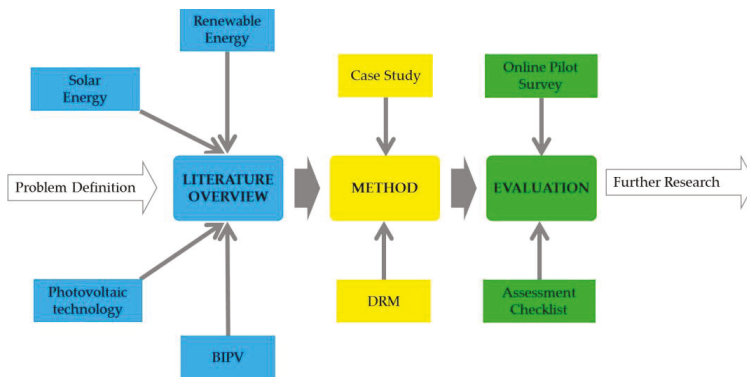 Renewable
Energy
Solar
Energy
Case Study
Online Pilot
Survey
Problem Definition
LITERATURE
OVERVIEW
METHOD
EVALUATION
Further Research
Photovoltaic
technology
BIPV
DRM
Assessment
Checklist